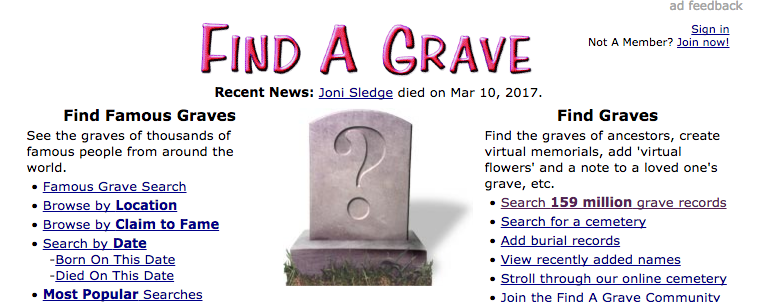 ad feedback
FIND A GRAVE
Sign in
Not A Member? Join now!
Recent News: Joni Sledge died on Mar 10, 2017.
Find Famous Graves
See the graves of thousands of
famous people from around the
world.
• Famous Grave Search
• Browse by Location
• Browse by Claim to Fame
• Search by Date
-Born On This Date
-Died On This Date
• Most Popular Searches
?
Find Graves
Find the graves of ancestors, create
virtual memorials, add 'virtual
flowers' and a note to a loved one's
grave, etc.
• Search 159 million grave records
• Search for a cemetery
• Add burial records
• View recently added names
• Stroll through our online cemetery
• Join the Find A Grave Community